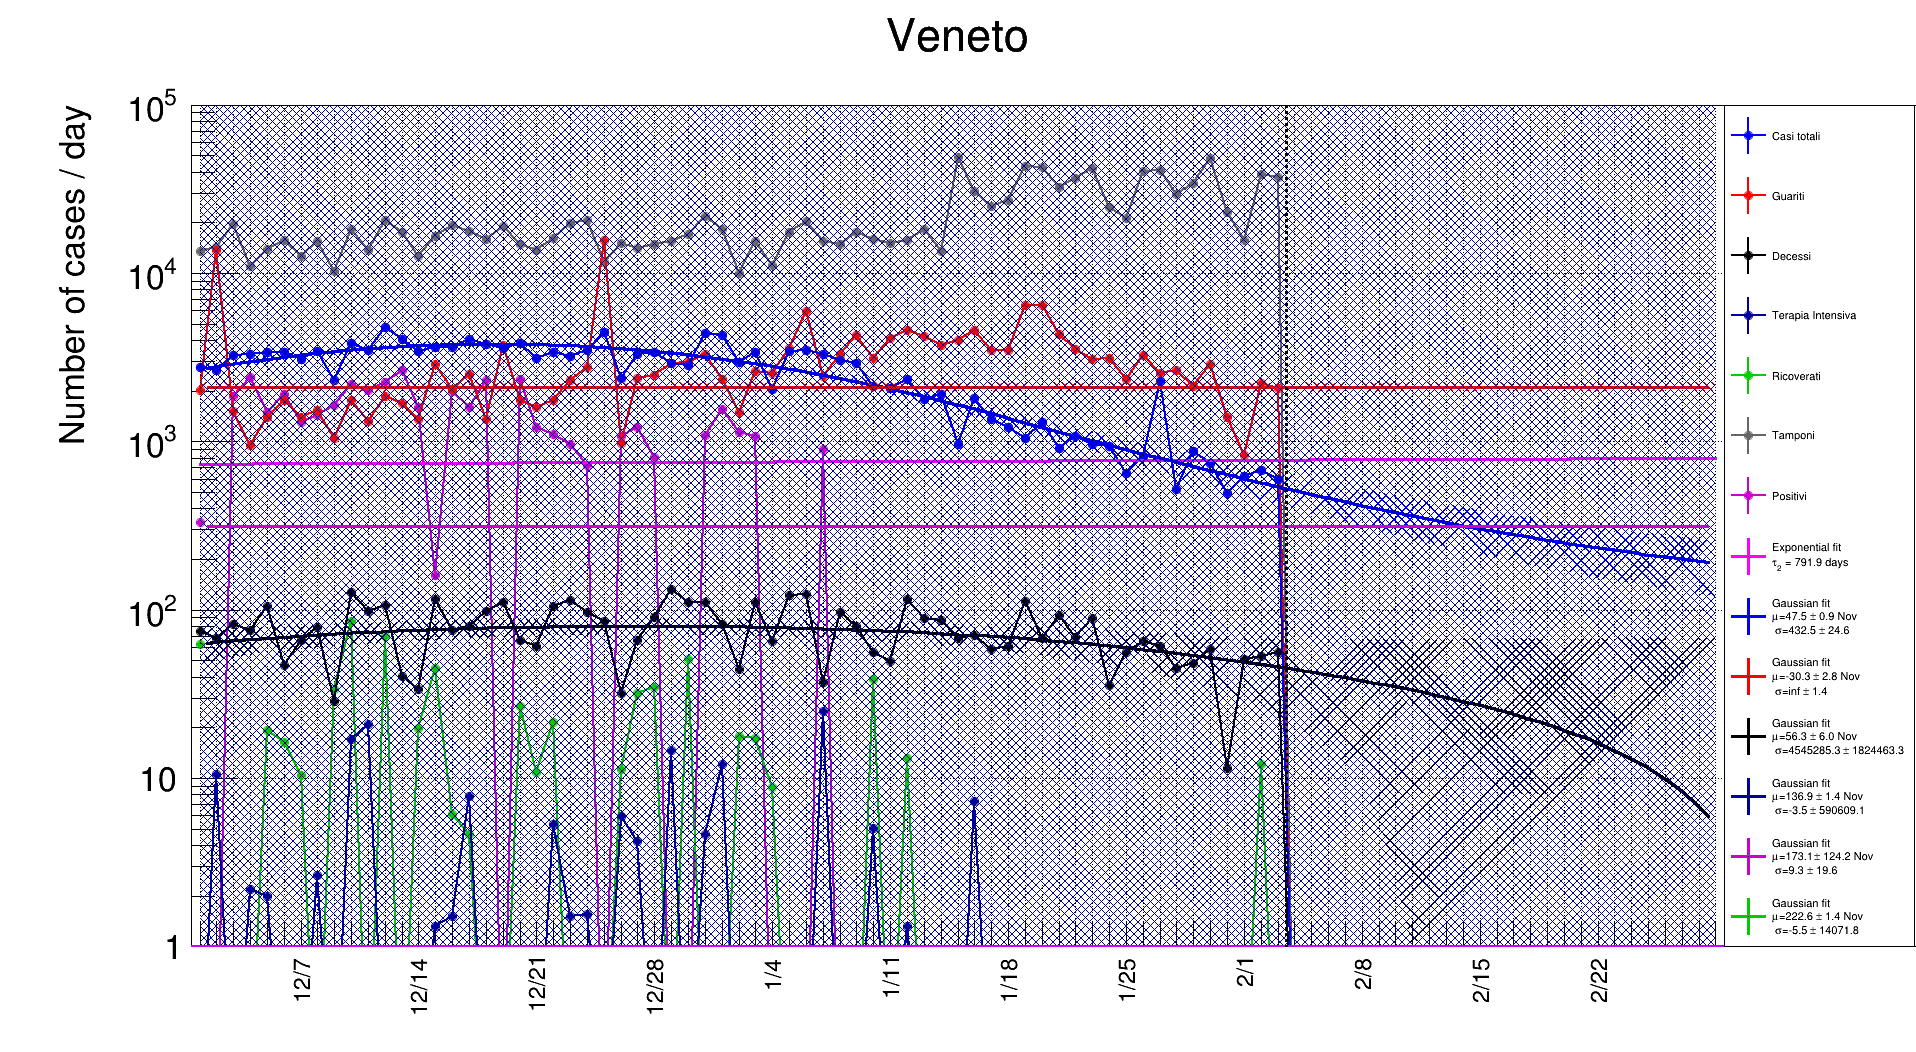 Veneto
Number of cases / day
10^5
10^4
10^3
10^2
10
1
12/7
12/14
12/21
12/28
1/4
1/11
1/18
1/25
2/1
2/8
2/15
2/22
Casi totali
Guariti
Decessi
Terapia Intensiva
Ricoverati
Tamponi
Positivi
Exponential fit
τ_2 = 791.9 days
Gaussian fit
μ=47.5 ± 0.9 Nov
σ=432.5 ± 24.6
Gaussian fit
μ=-30.3 ± 2.8 Nov
σ=inf ± 1.4
Gaussian fit
μ=56.3 ± 6.0 Nov
σ=4545285.3 ± 1824463.3
Gaussian fit
μ=136.9 ± 1.4 Nov
σ=-3.5 ± 590609.1
Gaussian fit
μ=173.1 ± 124.2 Nov
σ=9.3 ± 19.6
Gaussian fit
μ=222.6 ± 1.4 Nov
σ=-5.5 ± 14071.8